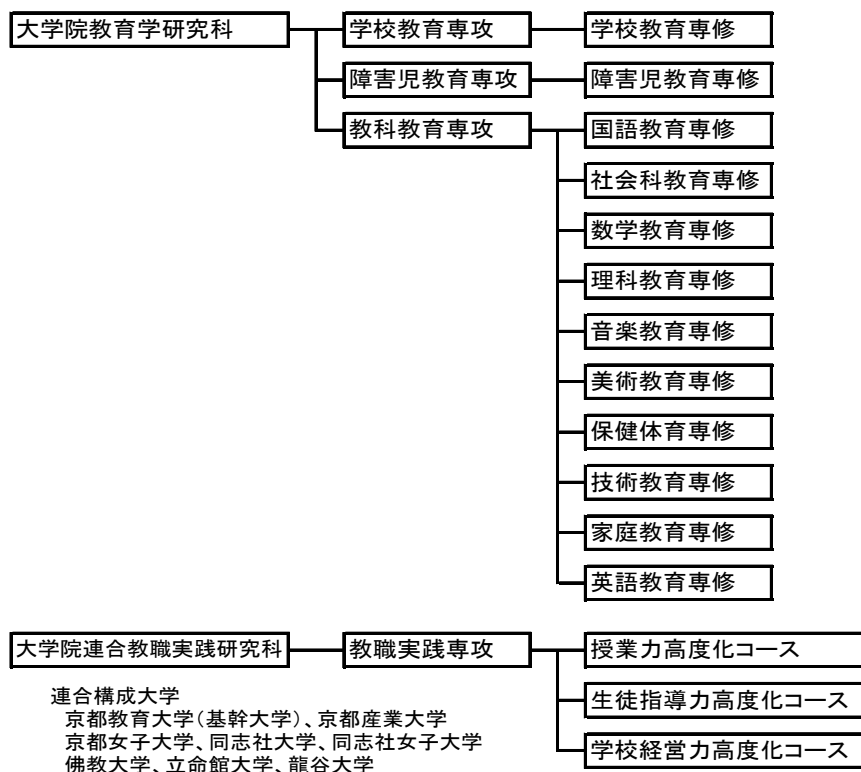 大学院教育学研究科
学校教育専攻
学校教育専修
障害児教育専攻
障害児教育専修
教科教育専攻
国語教育専修
社会科教育専修
数学教育専修
理科教育専修
音楽教育専修
美術教育専修
保健体育専修
技術教育専修
家庭教育専修
英語教育専修
大学院連合教職実践研究科
教職実践専攻
授業力高度化コース
生徒指導力高度化コース
学校経営力高度化コース
連合構成大学
京都教育大学(基幹大学)、京都産業大学
京都女子大学、同志社大学、同志社女子大学
佛教大学、立命館大学、龍谷大学